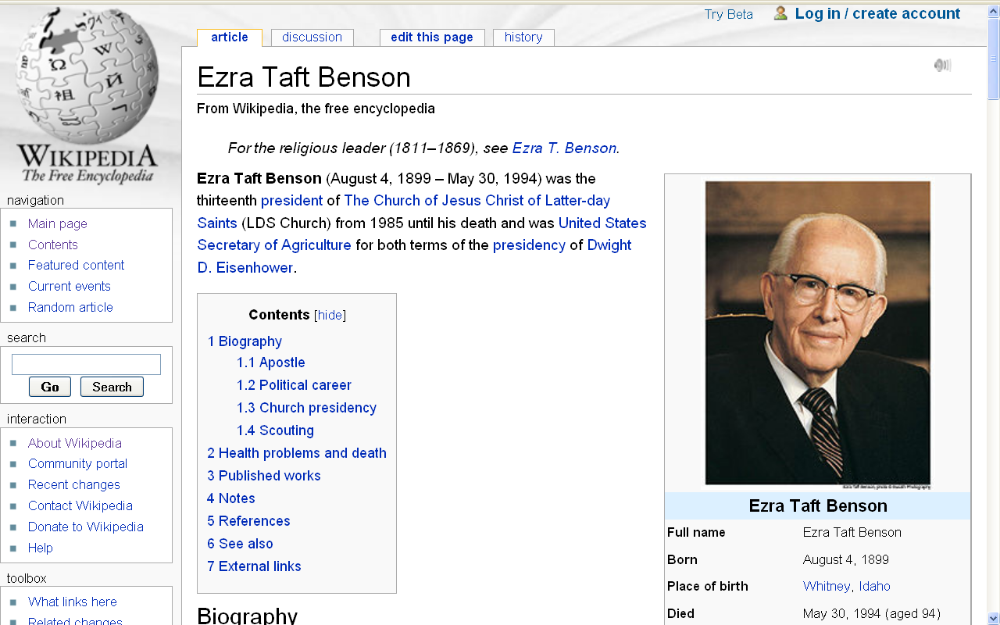 Try Beta
Log in / create account
article
discussion
edit this page
history
WIKIPEDIA
The Free Encyclopedia
navigation
Main page
Contents
Featured content
Current events
Random article
search
Go
Search
interaction
About Wikipedia
Community portal
Recent changes
Contact Wikipedia
Donate to Wikipedia
Help
toolbox
What links here
Related changes
Ezra Taft Benson
From Wikipedia, the free encyclopedia
For the religious leader (1811–1869), see Ezra T. Benson.
Ezra Taft Benson (August 4, 1899 – May 30, 1994) was the
thirteenth president of The Church of Jesus Christ of Latter-day
Saints (LDS Church) from 1985 until his death and was United States
Secretary of Agriculture for both terms of the presidency of Dwight
D. Eisenhower.
Contents [hide]
1 Biography
1.1 Apostle
1.2 Political career
1.3 Church presidency
1.4 Scouting
2 Health problems and death
3 Published works
4 Notes
5 References
6 See also
7 External links
Biography
Ezra Taft Benson
Full name Ezra Taft Benson
Born August 4, 1899
Place of birth Whitney, Idaho
Died May 30, 1994 (aged 94)